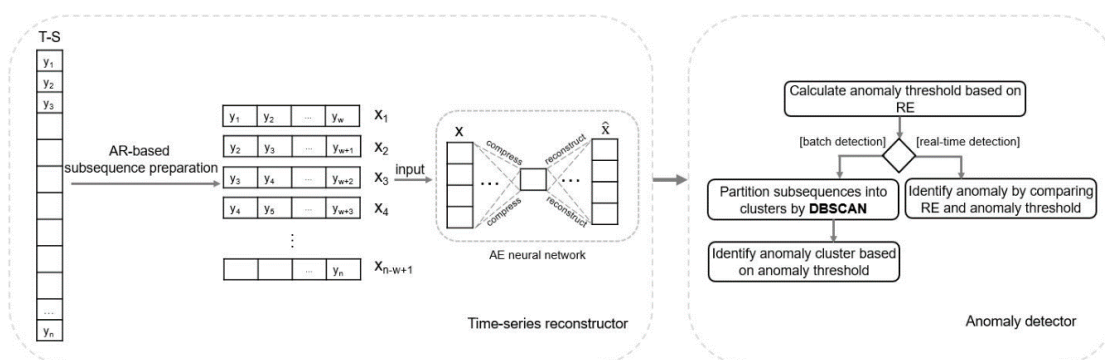 T-S
y1
y2
y3
...
yn
AR-based
subsequence preparation
y1 y2 ... yw X1
y2 y3 ... yw+1 X2
y3 y4 ... yw+2 X3
y4 y5 ... yw+3 X4
⋮
... yn Xn-w+1
input
X
compress
compress
...
...
reconstruct
reconstruct
x̂
AE neural network
Time-series reconstructor
Calculate anomaly threshold based on
RE
[batch detection] [real-time detection]
Partition subsequences into
clusters by DBSCAN
Identify anomaly by comparing
RE and anomaly threshold
Identify anomaly cluster based
on anomaly threshold
Anomaly detector